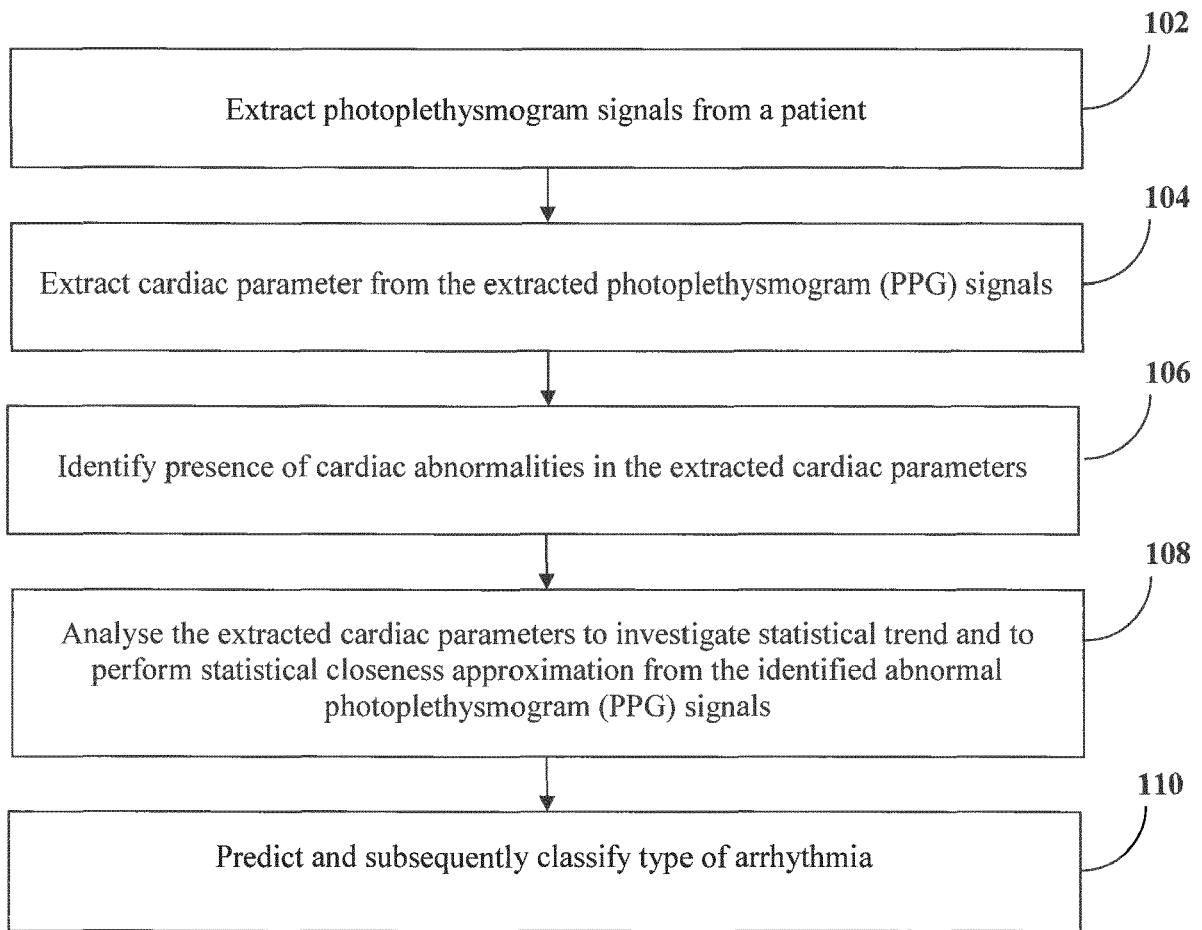 102
Extract photoplethysmogram signals from a patient
104
Extract cardiac parameter from the extracted photoplethysmogram (PPG) signals
106
Identify presence of cardiac abnormalities in the extracted cardiac parameters
108
Analyse the extracted cardiac parameters to investigate statistical trend and to
perform statistical closeness approximation from the identified abnormal
photoplethysmogram (PPG) signals
110
Predict and subsequently classify type of arrhythmia